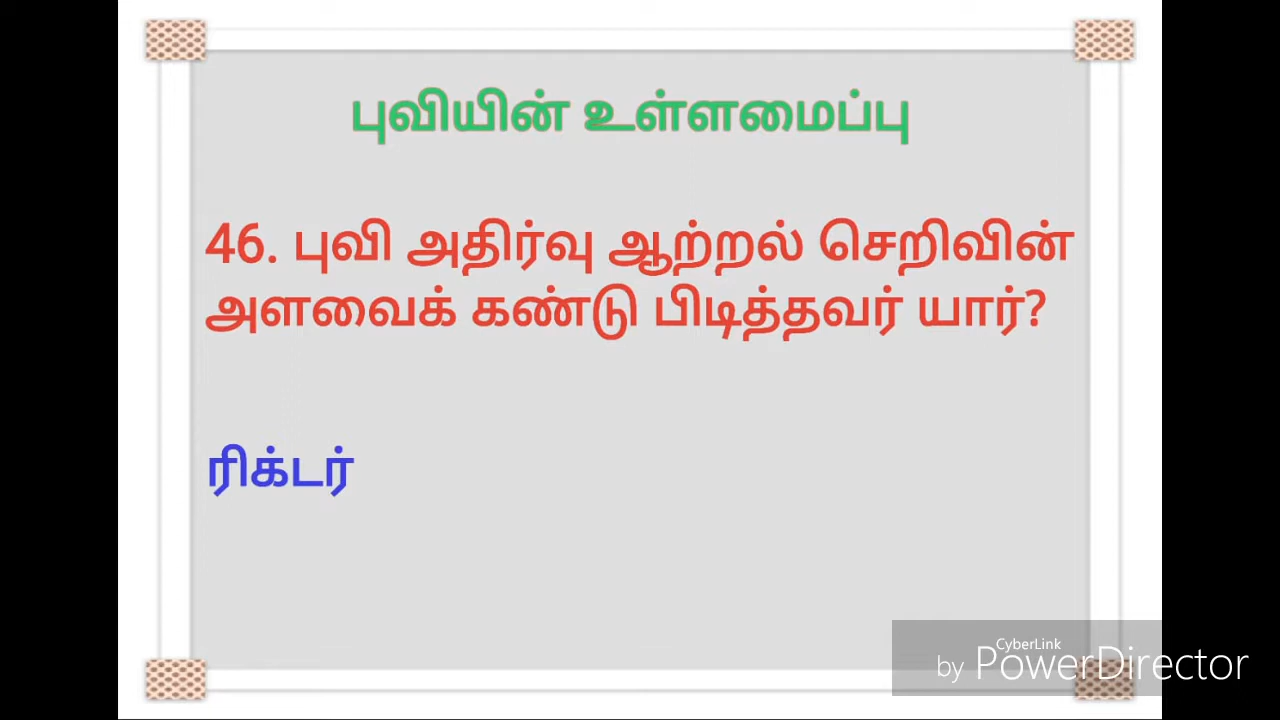 புவியின் உள்ளமைப்பு
46. புவி அதிர்வு ஆற்றல் செறிவின்
அளவைக் கண்டு பிடித்தவர் யார்?
ரிக்டர்
CyberLink
by PowerDirector